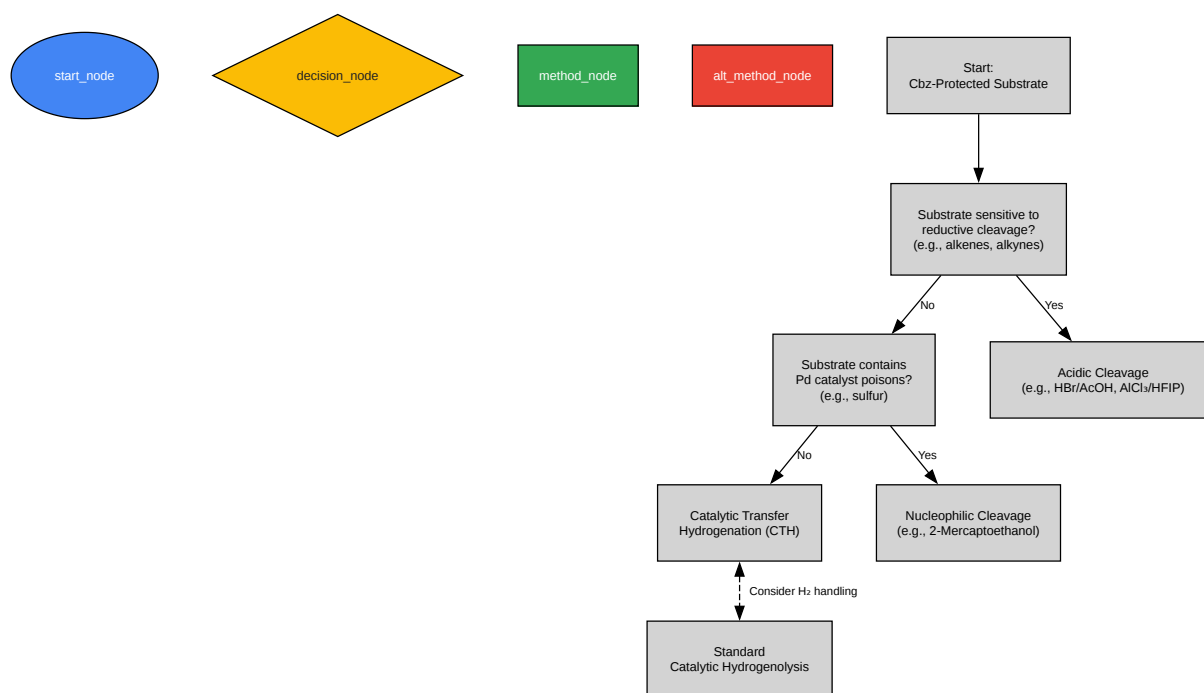 start_node
decision_node
method_node
alt_method_node
Start:
Cbz-Protected Substrate
Substrate sensitive to
reductive cleavage?
(e.g., alkenes, alkynes)
No
Yes
Substrate contains
Pd catalyst poisons?
(e.g., sulfur)
Acidic Cleavage
(e.g., HBr/AcOH, AlCl₃/HFIP)
No
Yes
Catalytic Transfer
Hydrogenation (CTH)
Nucleophilic Cleavage
(e.g., 2-Mercaptoethanol)
Consider H₂ handling
Standard
Catalytic Hydrogenolysis